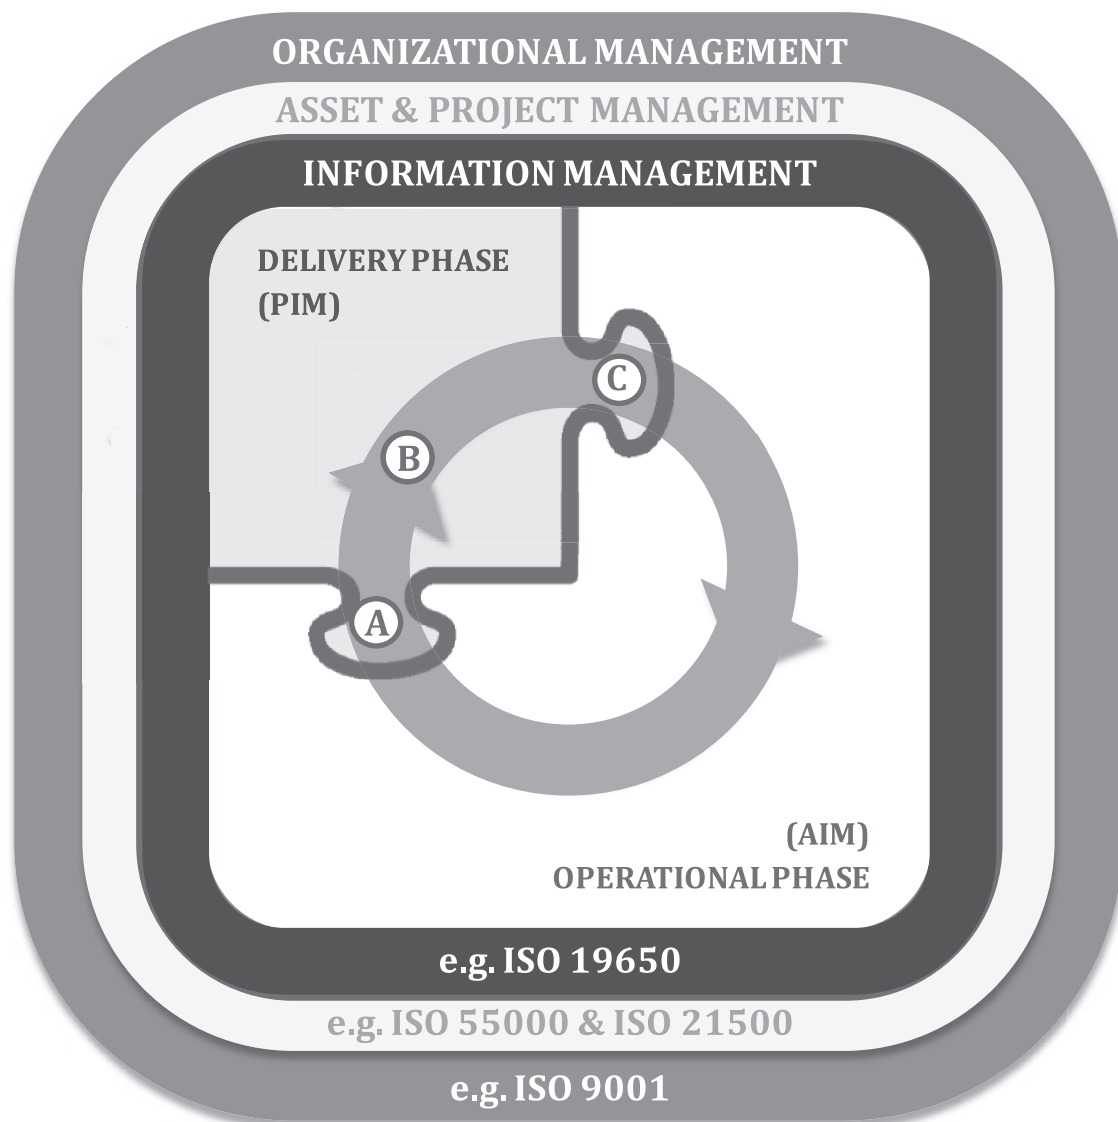 ORGANIZATIONAL MANAGEMENT
ASSET & PROJECT MANAGEMENT
INFORMATION MANAGEMENT
DELIVERY PHASE
(PIM)
C
B
A
(AIM)
OPERATIONAL PHASE
e.g. ISO 19650
e.g. ISO 55000 & ISO 21500
e.g. ISO 9001